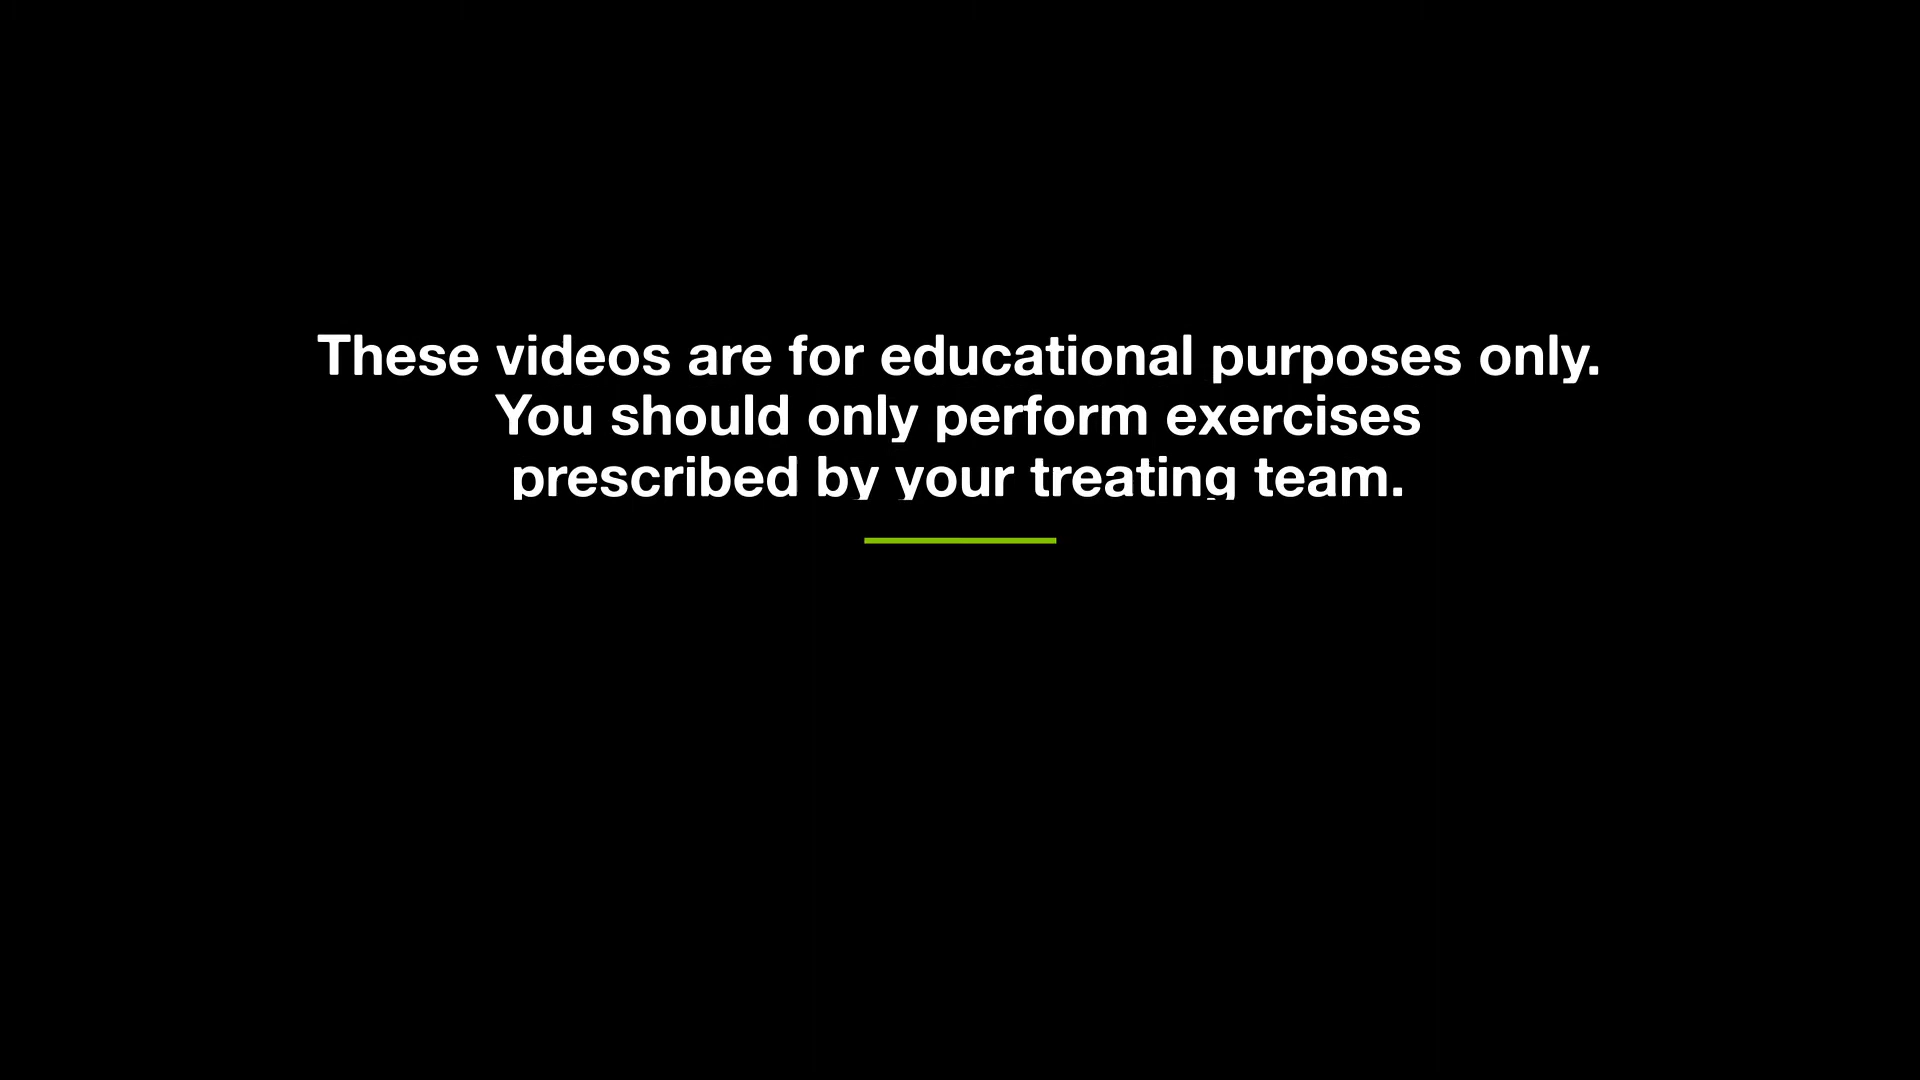 These videos are for educational purposes only.
You should only perform exercises
prescribed by your treating team.